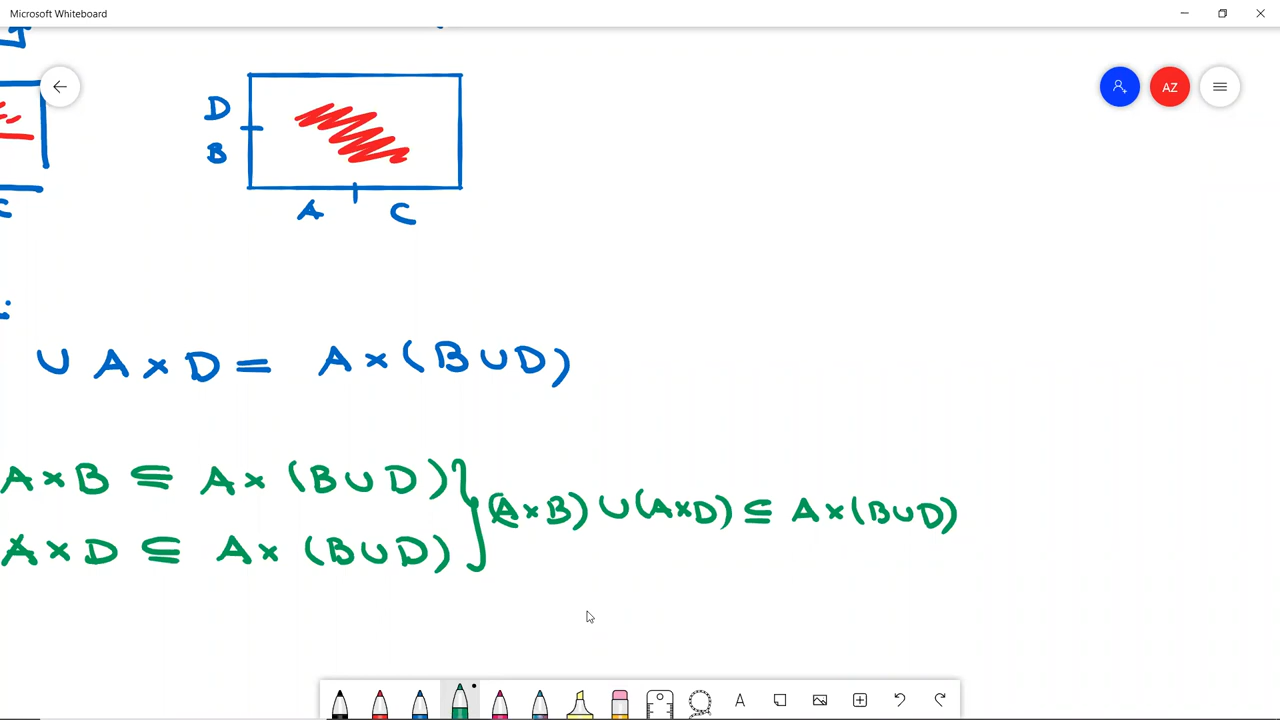 Microsoft Whiteboard
AZ
D
B
A C
∪ A × D = A × (B ∪ D)
A × B ⊆ A × (B ∪ D)
(A × B) ∪ (A × D) ⊆ A × (B ∪ D)
A × D ⊆ A × (B ∪ D)
A